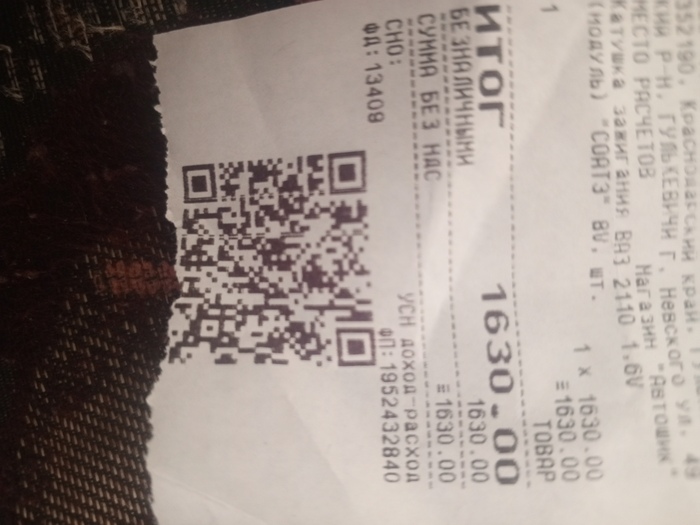 352190, Краснодарский край, Гул
кий р-н, Гулькевичи г, Невского ул,
МЕСТО РАСЧЕТОВ Магазин "Автошик"
Катушка зажигания ВАЗ 2110 1,6V
(модуль) "СОАТЭ" 8V, шт.
1 x 1630.00
1 ≡1630.00
ТОВАР
ИТОГ 1630.00
БЕЗНАЛИЧНЫМИ 1630.00
СУММА БЕЗ НДС ≡1630.00
СНО: УСН доход-расход
ФД: 13409 ФП: 1952432840